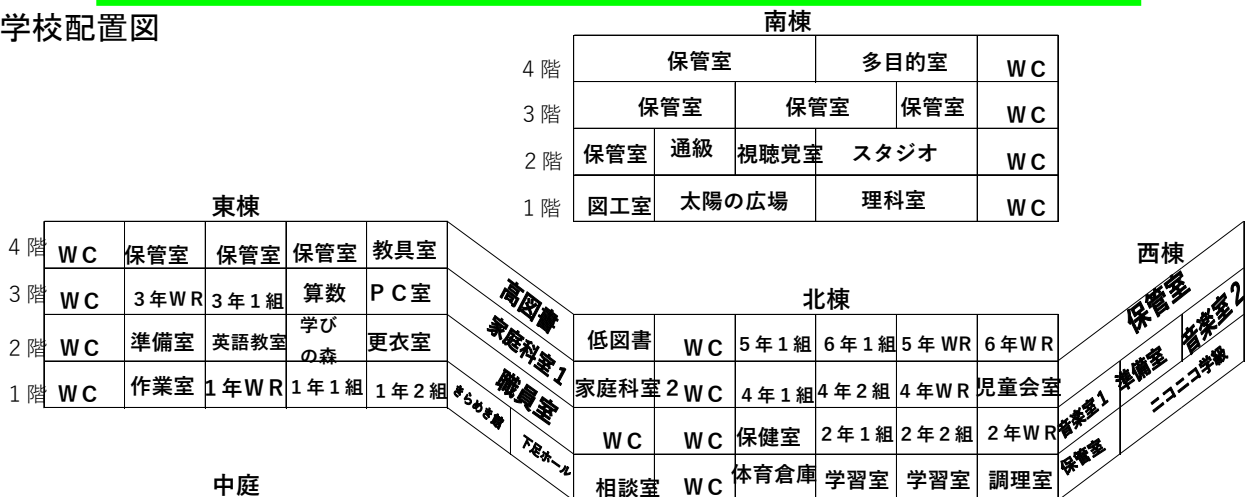 学校配置図
南棟
4階 保管室 多目的室 WC
3階 保管室 保管室 保管室 WC
2階 保管室 通級 視聴覚室 スタジオ WC
1階 図工室 太陽の広場 理科室 WC
東棟
4階 WC 保管室 保管室 保管室 教具室
3階 WC 3年WR 3年1組 算数 PC室
2階 WC 準備室 英語教室 学びの森 更衣室
1階 WC 作業室 1年WR 1年1組 1年2組
高図書
家庭科室1
職員室
きらめき館 下足ホール
北棟
低図書 WC 5年1組 6年1組 5年WR 6年WR
家庭科室2 WC 4年1組 4年2組 4年WR 児童会室
WC WC 保健室 2年1組 2年2組 2年WR
相談室 WC 体育倉庫 学習室 学習室 調理室
西棟
保管室
音楽室1 準備室 音楽室2
保管室 ニコニコ学級
中庭